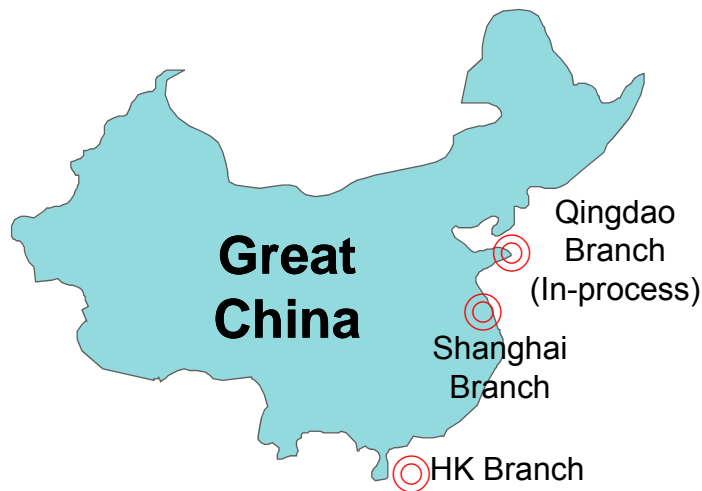 Great
China
Qingdao
Branch
(In-process)
Shanghai
Branch
HK Branch